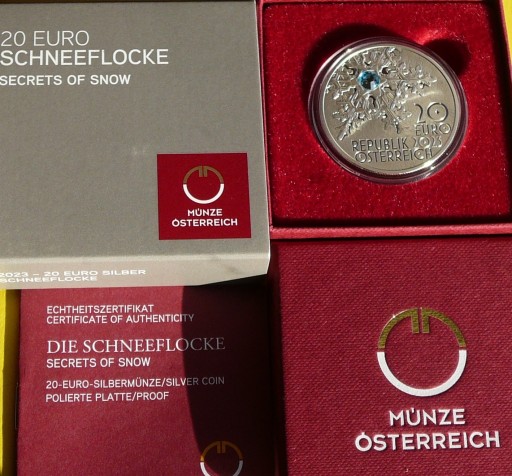 20 EURO
SCHNEEFLOCKE
SECRETS OF SNOW
MÜNZE
ÖSTERREICH
2023 – 20 EURO SILBER
SCHNEEFLOCKE
20
EURO
REPUBLIK 2023
ÖSTERREICH
ECHTHEITSZERTIFIKAT
CERTIFICATE OF AUTHENTICITY
DIE SCHNEEFLOCKE
SECRETS OF SNOW
20-EURO-SILBERMÜNZE/SILVER COIN
POLIERTE PLATTE/PROOF
MÜNZE
ÖSTERREICH